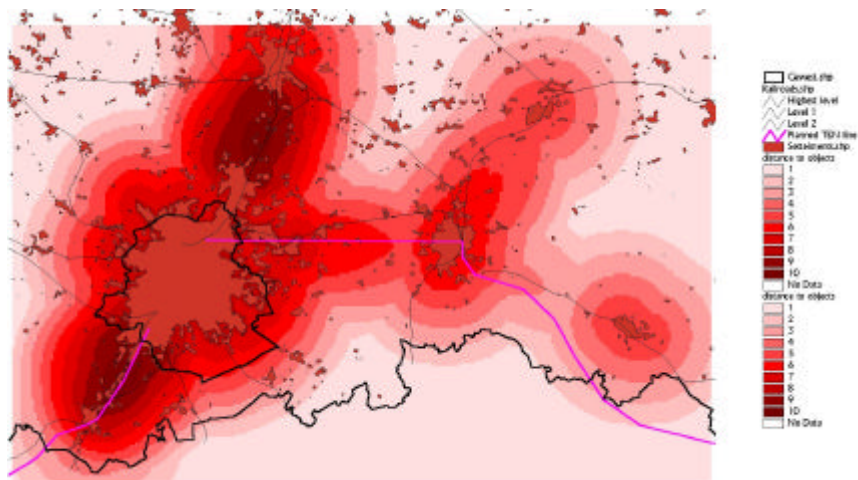 Gewest.shp
Railroads.shp
Highest level
Level 1
Level 2
Planned TEN line
Settlements.shp
distance to objects
1
2
3
4
5
6
7
8
9
10
No Data
distance to objects
1
2
3
4
5
6
7
8
9
10
No Data